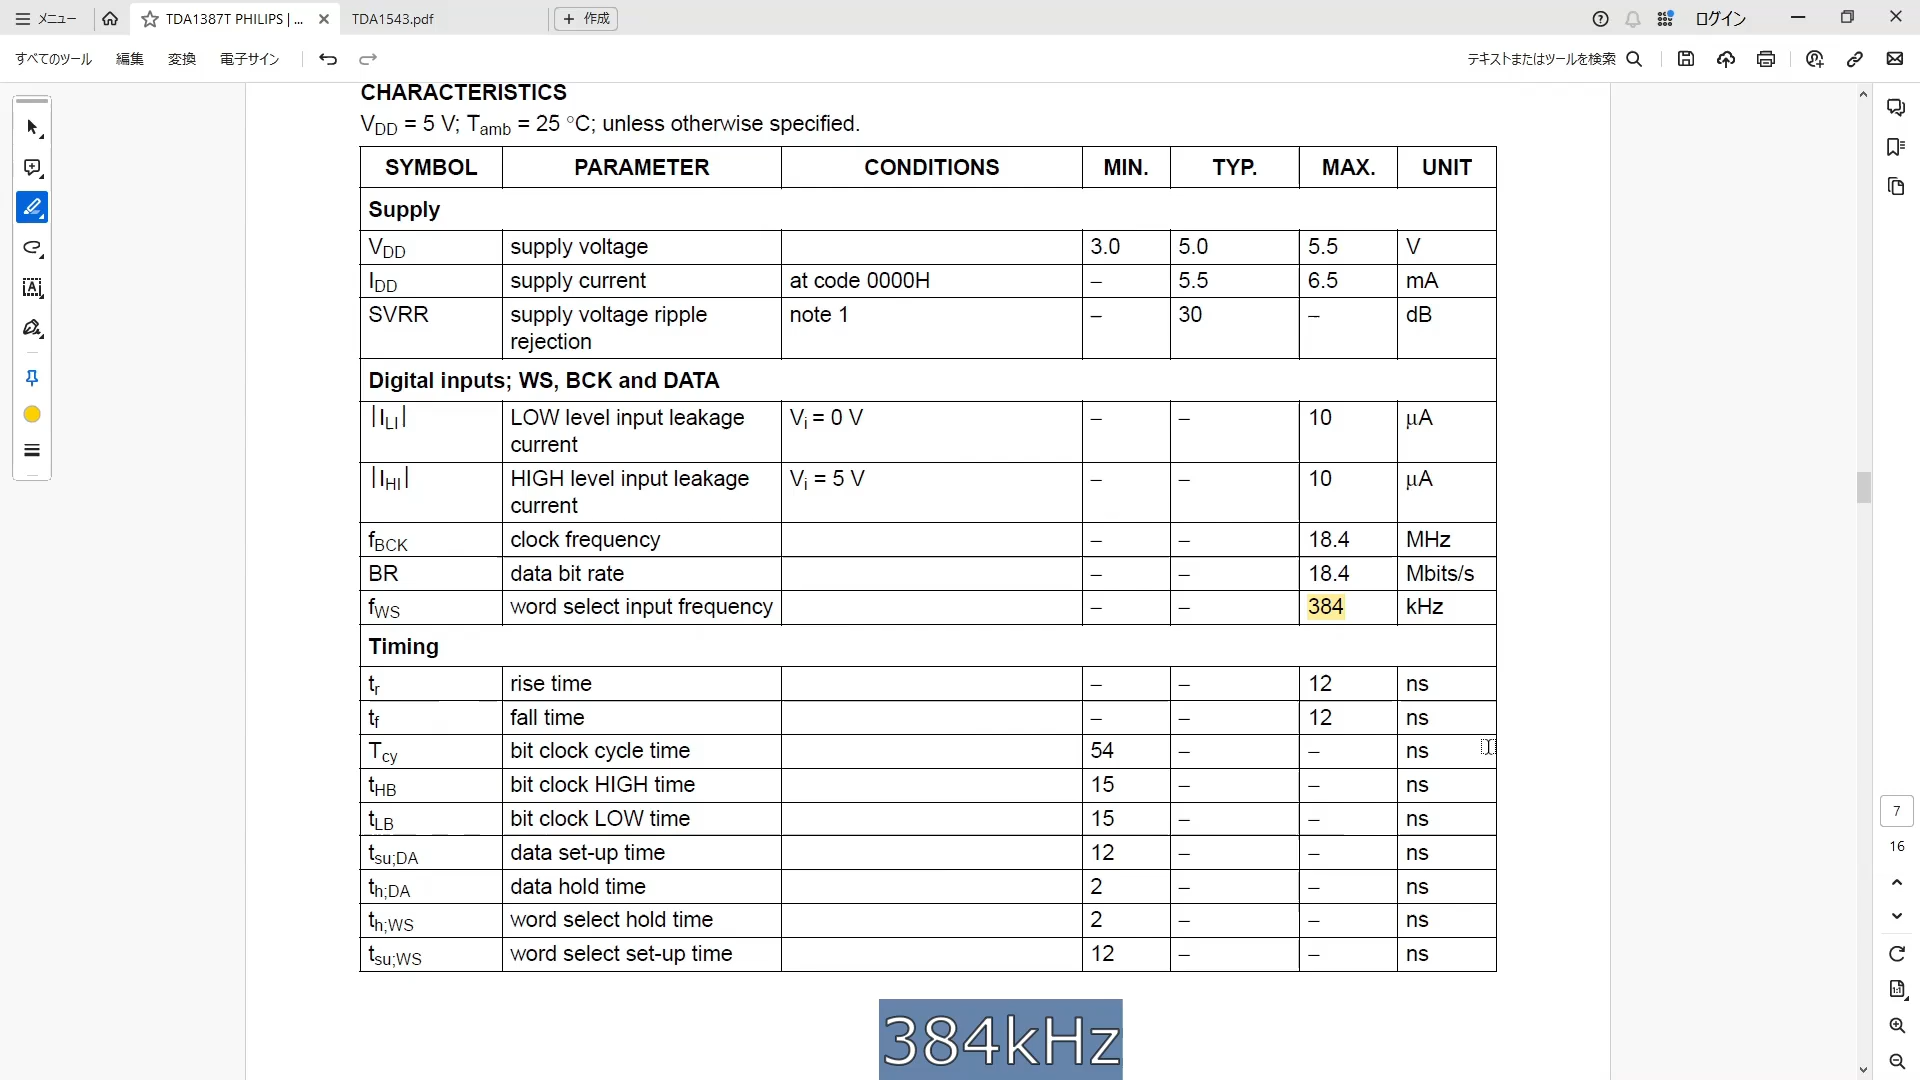 メニュー TDA1387T PHILIPS | ... TDA1543.pdf + 作成 ログイン
すべてのツール 編集 変換 電子サイン テキストまたはツールを検索
CHARACTERISTICS
VDD = 5 V; Tamb = 25 °C; unless otherwise specified.
SYMBOL PARAMETER CONDITIONS MIN. TYP. MAX. UNIT
Supply
VDD supply voltage 3.0 5.0 5.5 V
IDD supply current at code 0000H – 5.5 6.5 mA
SVRR supply voltage ripple note 1 – 30 – dB
rejection
Digital inputs; WS, BCK and DATA
|ILI| LOW level input leakage Vi = 0 V – – 10 μA
current
|IHI| HIGH level input leakage Vi = 5 V – – 10 μA
current
fBCK clock frequency – – 18.4 MHz
BR data bit rate – – 18.4 Mbits/s
fWS word select input frequency – – 384 kHz
Timing
tr rise time – – 12 ns
tf fall time – – 12 ns
Tcy bit clock cycle time 54 – – ns
tHB bit clock HIGH time 15 – – ns
tLB bit clock LOW time 15 – – ns
tsu;DA data set-up time 12 – – ns
th;DA data hold time 2 – – ns
th;WS word select hold time 2 – – ns
tsu;WS word select set-up time 12 – – ns
7
16
384kHz